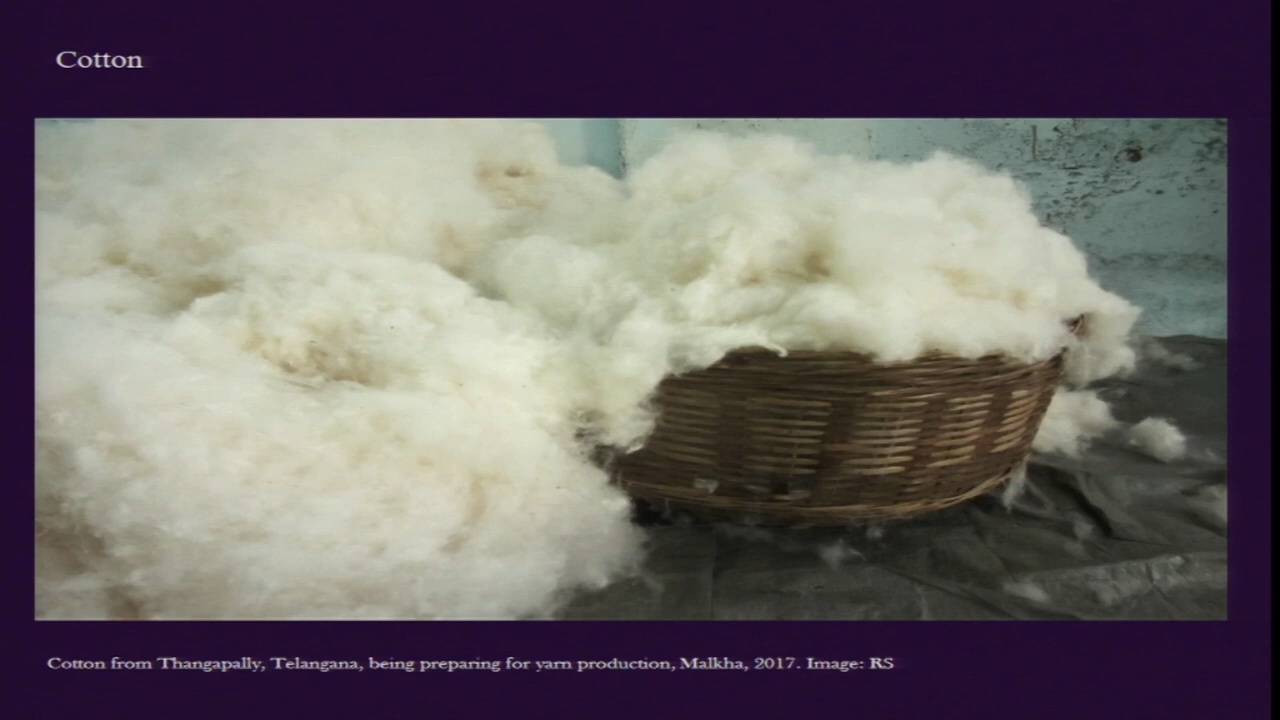 Cotton
Cotton from Thangapally, Telangana, being preparing for yarn production, Malkha, 2017. Image: RS